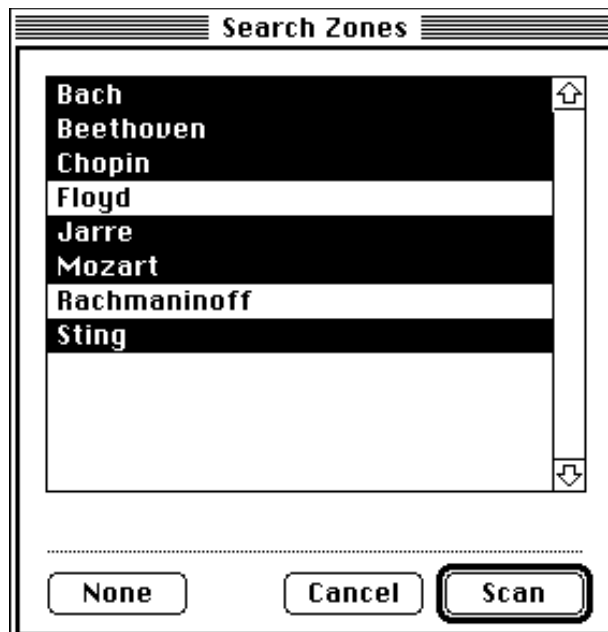 Search Zones
Bach
Beethoven
Chopin
Floyd
Jarre
Mozart
Rachmaninoff
Sting
None Cancel Scan